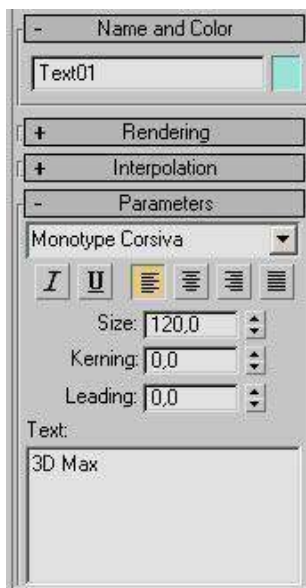 - Name and Color
Text01
+ Rendering
+ Interpolation
- Parameters
Monotype Corsiva
I U
Size: 120,0
Kerning: 0,0
Leading: 0,0
Text:
3D Max